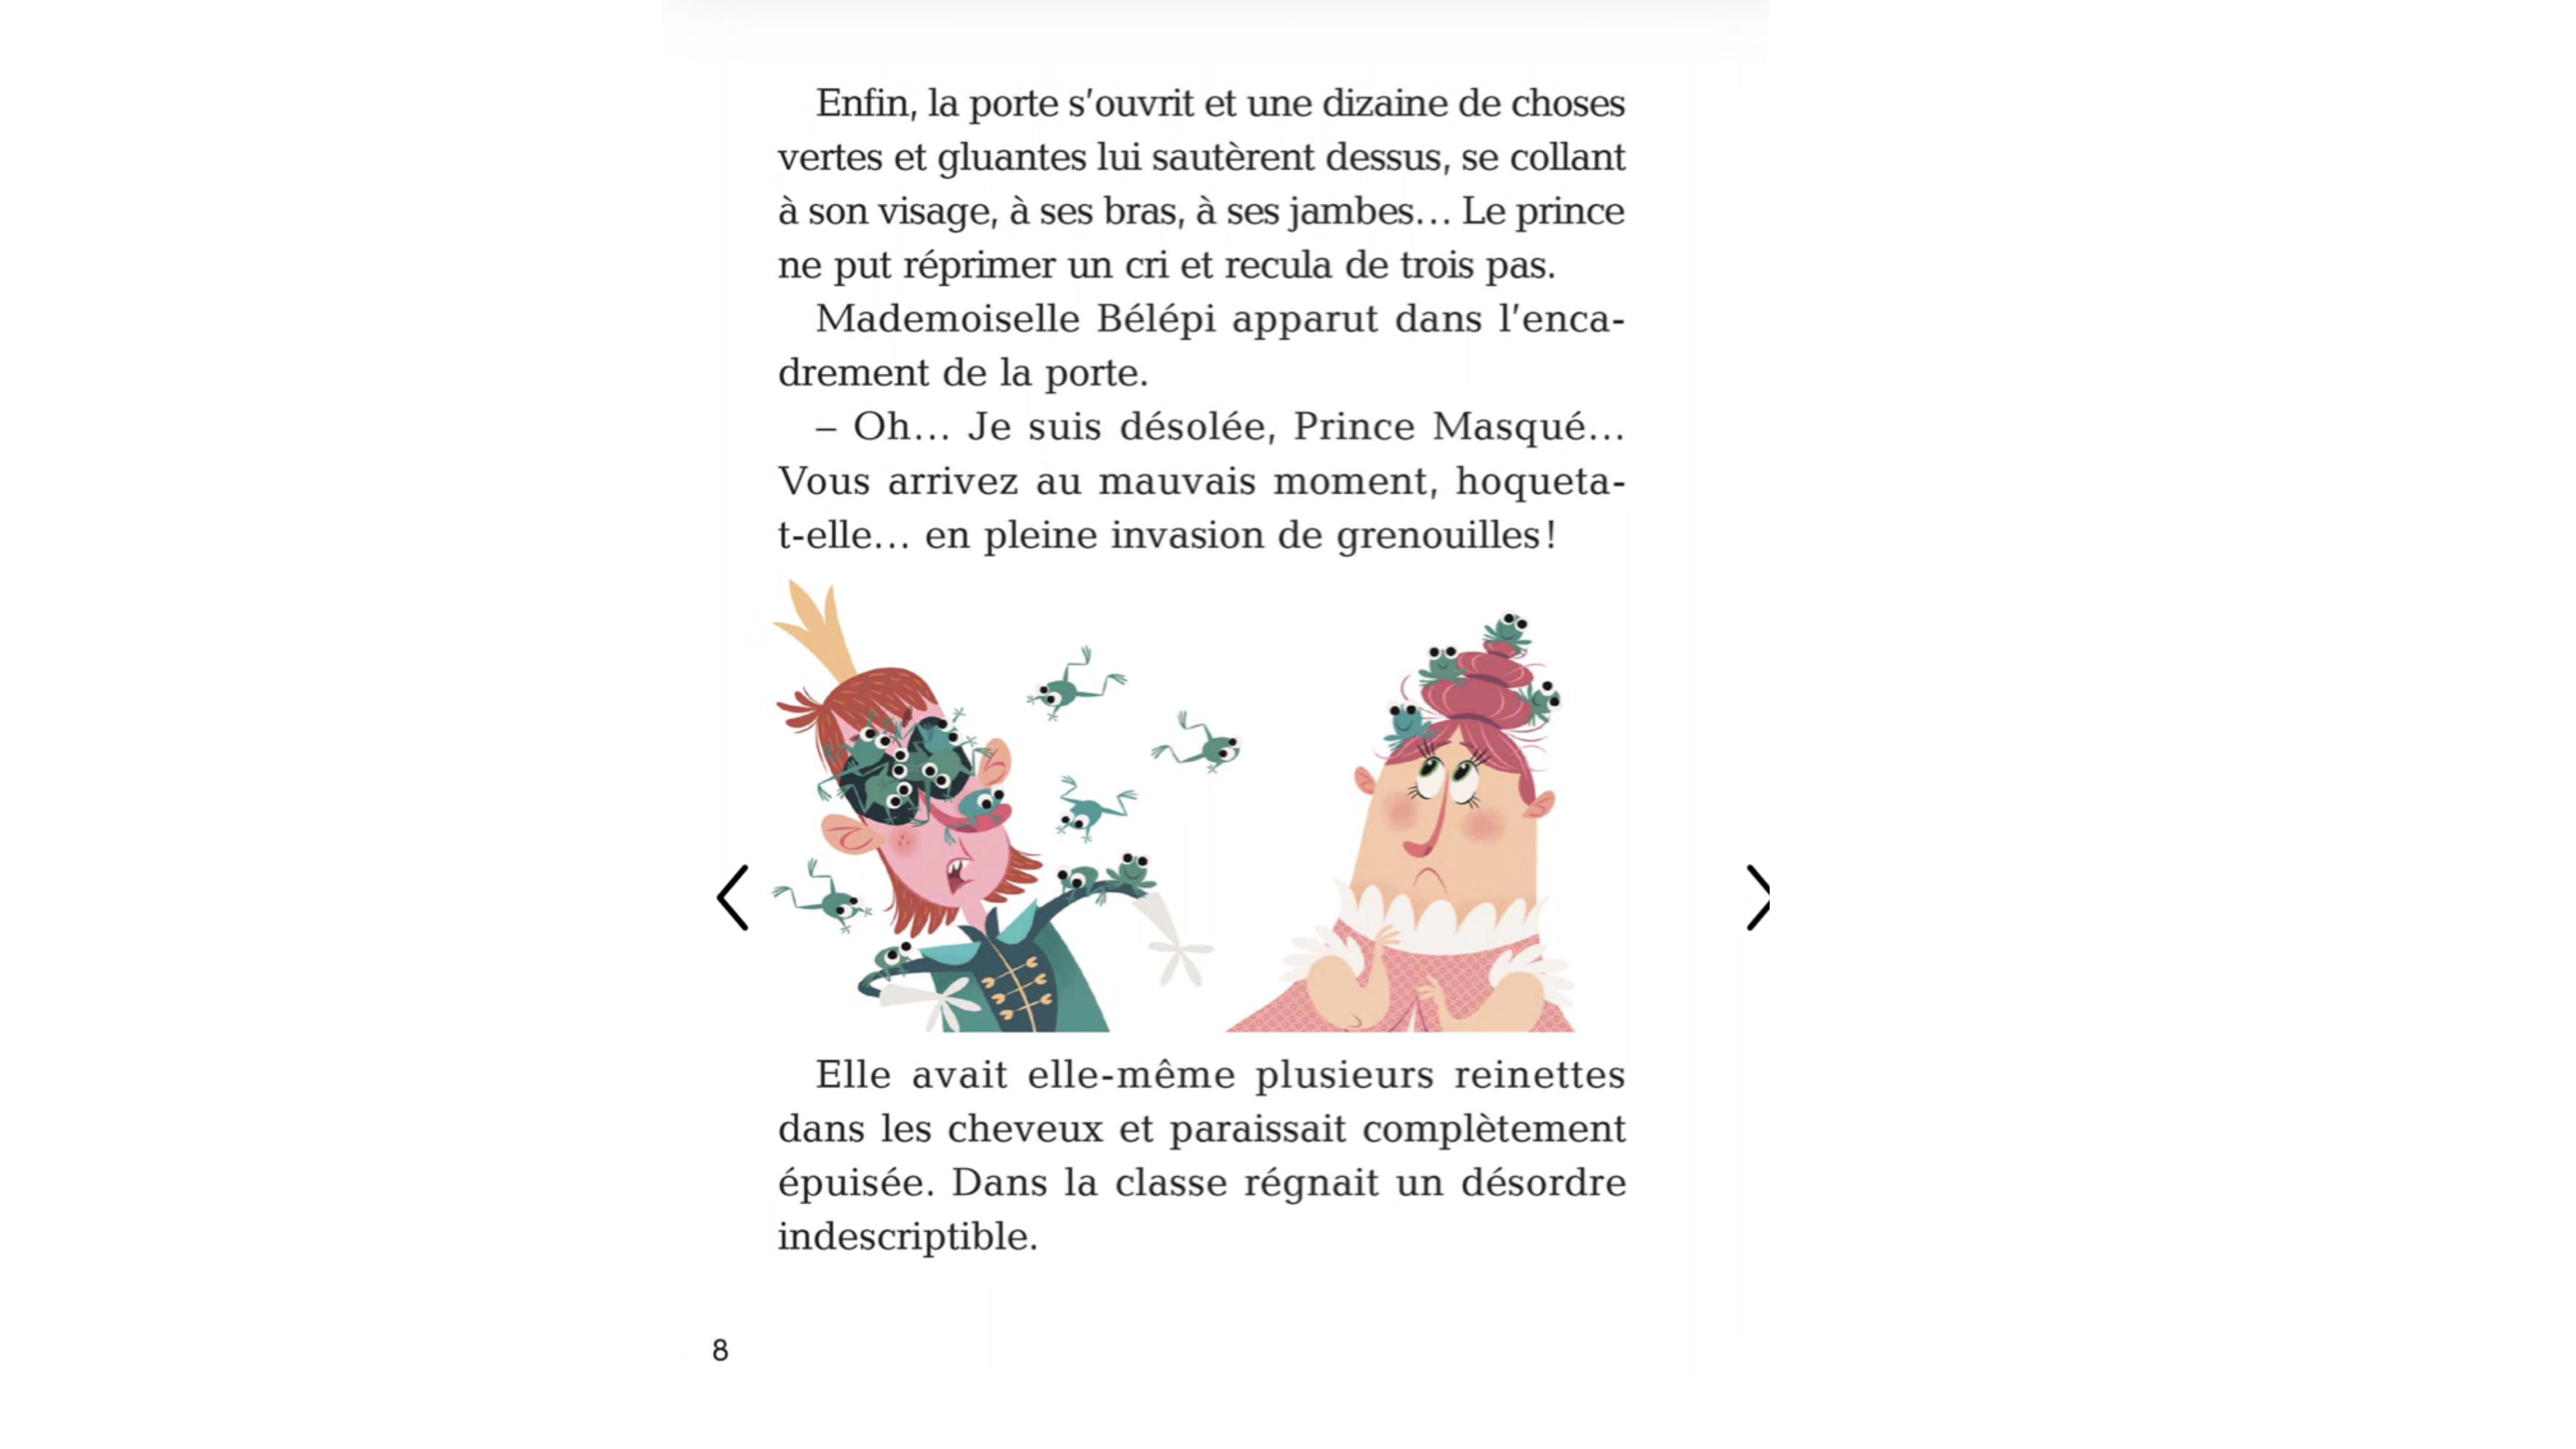 Enfin, la porte s’ouvrit et une dizaine de choses
vertes et gluantes lui sautèrent dessus, se collant
à son visage, à ses bras, à ses jambes… Le prince
ne put réprimer un cri et recula de trois pas.
Mademoiselle Bélépi apparut dans l’enca-
drement de la porte.
– Oh… Je suis désolée, Prince Masqué…
Vous arrivez au mauvais moment, hoqueta-
t-elle… en pleine invasion de grenouilles !
Elle avait elle-même plusieurs reinettes
dans les cheveux et paraissait complètement
épuisée. Dans la classe régnait un désordre
indescriptible.
8